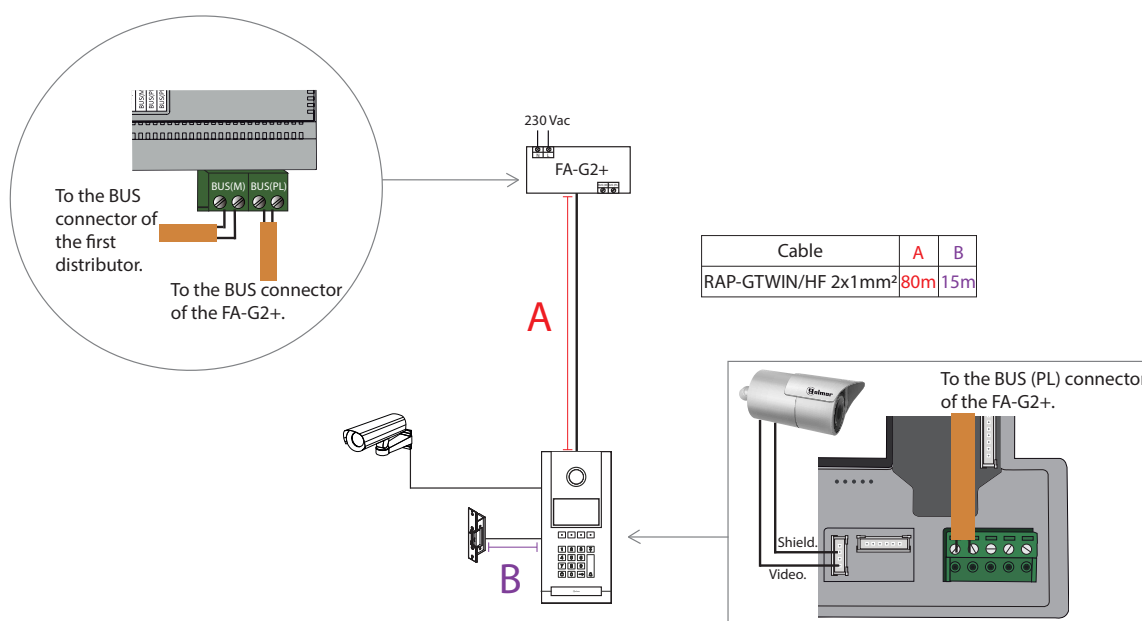 BUS(M) BUS(PL)
To the BUS
connector of
the first
distributor.
To the BUS connector
of the FA-G2+.
230 Vac
N L
FA-G2+
A
Cable A B
RAP-GTWIN/HF 2x1mm² 80m 15m
B
golmar
To the BUS (PL) connector
of the FA-G2+.
Shield.
Video.